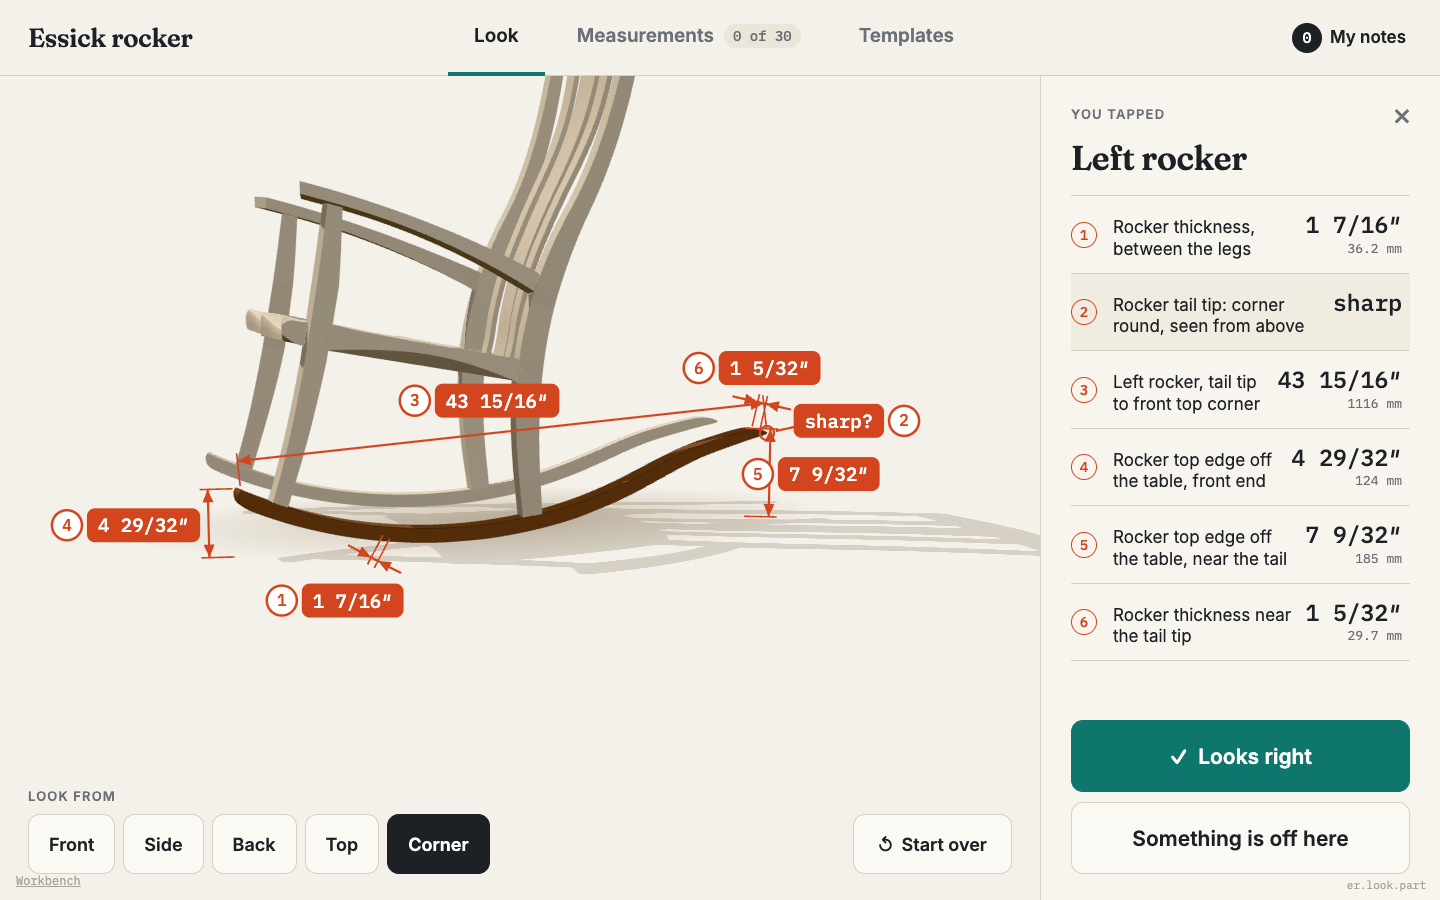 Essick rocker
Look
Measurements 0 of 30
Templates
0 My notes
YOU TAPPED
Left rocker
1 Rocker thickness, between the legs 1 7/16″
36.2 mm
2 Rocker tail tip: corner round, seen from above sharp
3 Left rocker, tail tip to front top corner 43 15/16″
1116 mm
4 Rocker top edge off the table, front end 4 29/32″
124 mm
5 Rocker top edge off the table, near the tail 7 9/32″
185 mm
6 Rocker thickness near the tail tip 1 5/32″
29.7 mm
✓ Looks right
Something is off here
er.look.part
6 1 5/32″
3 43 15/16″
sharp? 2
5 7 9/32″
4 4 29/32″
1 1 7/16″
LOOK FROM
Front
Side
Back
Top
Corner
Start over
Workbench